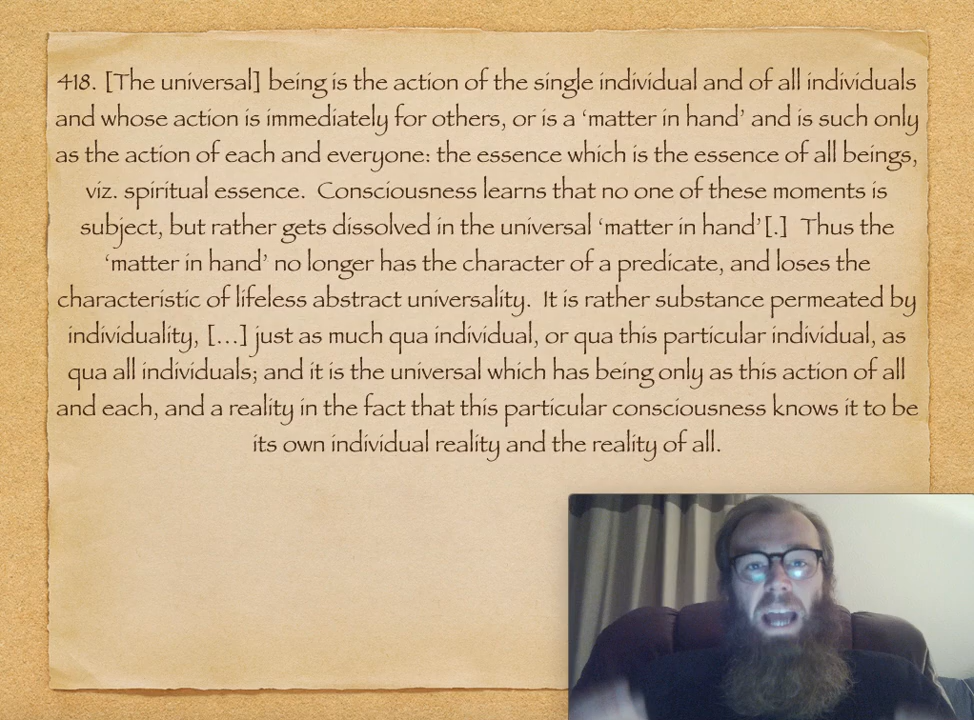 418. [The universal] being is the action of the single individual and of all individuals
and whose action is immediately for others, or is a ‘matter in hand’ and is such only
as the action of each and everyone: the essence which is the essence of all beings,
viz. spiritual essence. Consciousness learns that no one of these moments is
subject, but rather gets dissolved in the universal ‘matter in hand’[.] Thus the
‘matter in hand’ no longer has the character of a predicate, and loses the
characteristic of lifeless abstract universality. It is rather substance permeated by
individuality, [...] just as much qua individual, or qua this particular individual, as
qua all individuals; and it is the universal which has being only as this action of all
and each, and a reality in the fact that this particular consciousness knows it to be
its own individual reality and the reality of all.